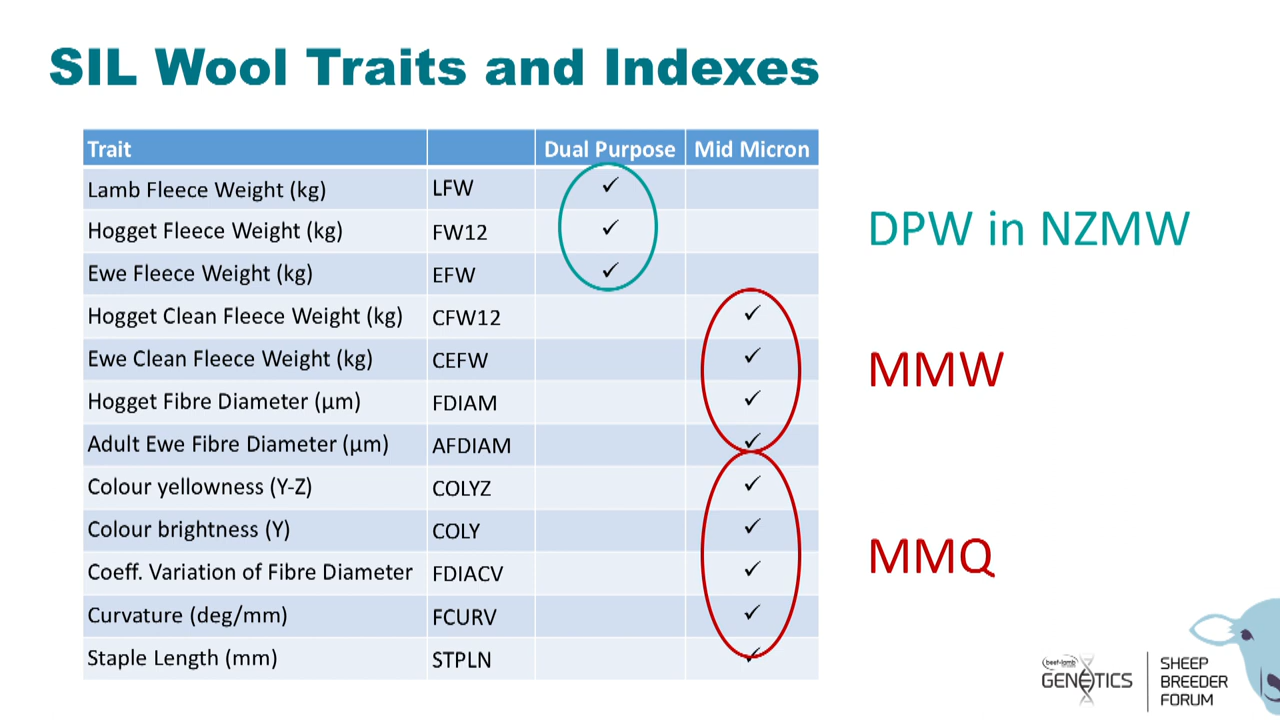 SIL Wool Traits and Indexes
Trait Dual Purpose Mid Micron
Lamb Fleece Weight (kg) LFW ✓
Hogget Fleece Weight (kg) FW12 ✓
Ewe Fleece Weight (kg) EFW ✓
Hogget Clean Fleece Weight (kg) CFW12 ✓
Ewe Clean Fleece Weight (kg) CEFW ✓
Hogget Fibre Diameter (µm) FDIAM ✓
Adult Ewe Fibre Diameter (µm) AFDIAM ✓
Colour yellowness (Y-Z) COLYZ ✓
Colour brightness (Y) COLY ✓
Coeff. Variation of Fibre Diameter FDIACV ✓
Curvature (deg/mm) FCURV ✓
Staple Length (mm) STPLN ✓
DPW in NZMW
MMW
MMQ
beef+lamb
GENETICS
SHEEP
BREEDER
FORUM